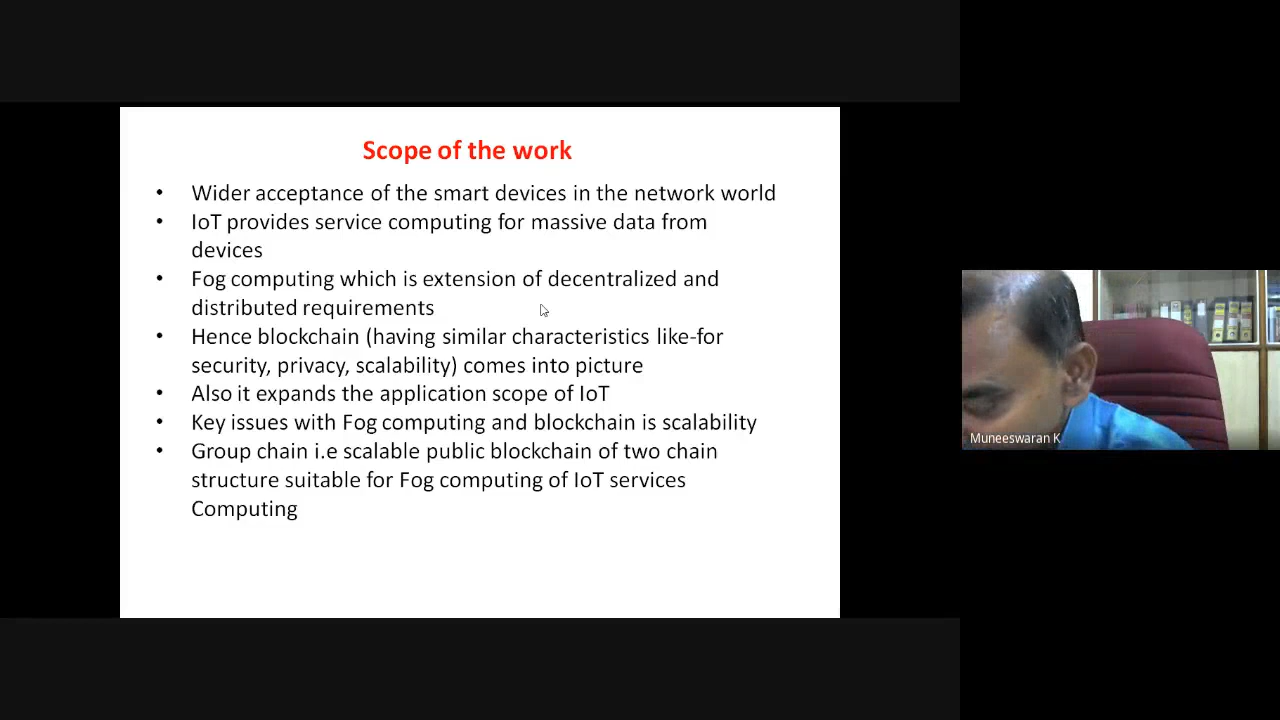 Scope of the work
• Wider acceptance of the smart devices in the network world
• IoT provides service computing for massive data from
devices
• Fog computing which is extension of decentralized and
distributed requirements
• Hence blockchain (having similar characteristics like-for
security, privacy, scalability) comes into picture
• Also it expands the application scope of IoT
• Key issues with Fog computing and blockchain is scalability
• Group chain i.e scalable public blockchain of two chain
structure suitable for Fog computing of IoT services
Computing
Muneeswaran K